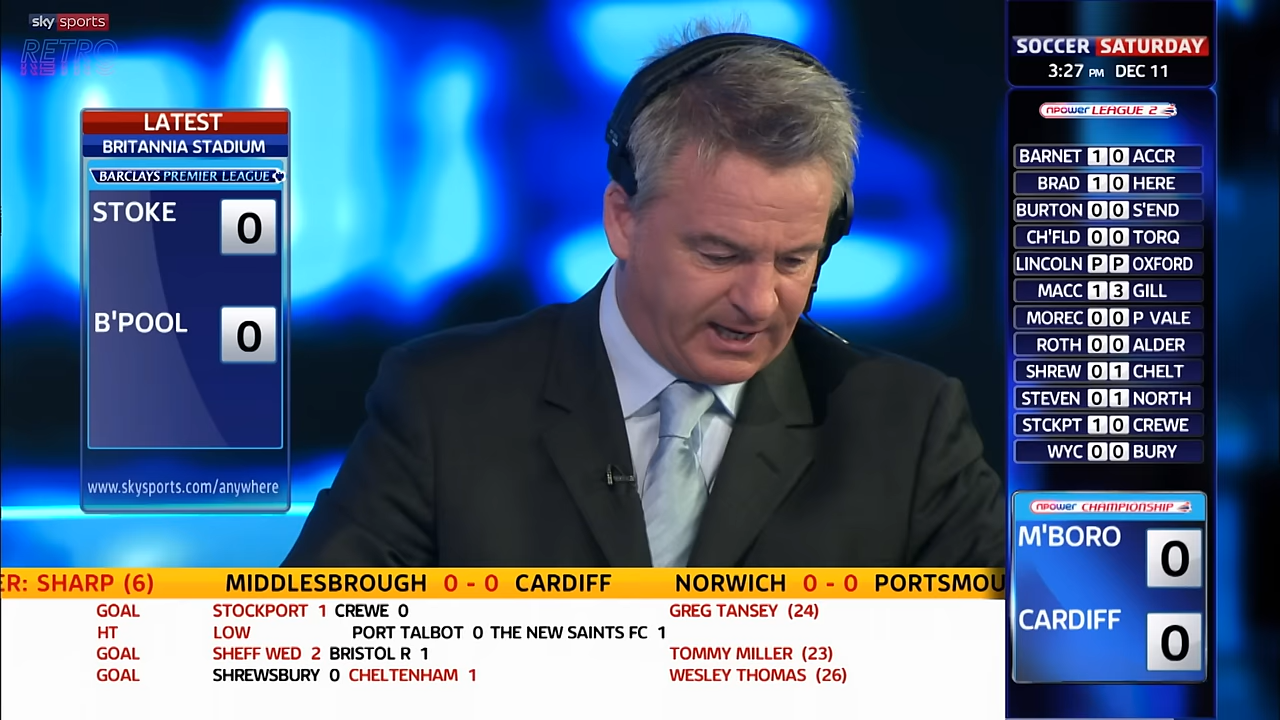 sky sports
RETRO
LATEST
BRITANNIA STADIUM
BARCLAYS PREMIER LEAGUE
STOKE 0
B'POOL 0
www.skysports.com/anywhere
SOCCER SATURDAY
3:27 PM DEC 11
npower LEAGUE 2
BARNET 1 0 ACCR
BRAD 1 0 HERE
BURTON 0 0 S'END
CH'FLD 0 0 TORQ
LINCOLN P P OXFORD
MACC 1 3 GILL
MOREC 0 0 P VALE
ROTH 0 0 ALDER
SHREW 0 1 CHELT
STEVEN 0 1 NORTH
STCKPT 1 0 CREWE
WYC 0 0 BURY
npower CHAMPIONSHIP
M'BORO 0
CARDIFF 0
ER: SHARP (6) MIDDLESBROUGH 0 - 0 CARDIFF NORWICH 0 - 0 PORTSMOU
GOAL STOCKPORT 1 CREWE 0 GREG TANSEY (24)
HT LOW PORT TALBOT 0 THE NEW SAINTS FC 1
GOAL SHEFF WED 2 BRISTOL R 1 TOMMY MILLER (23)
GOAL SHREWSBURY 0 CHELTENHAM 1 WESLEY THOMAS (26)